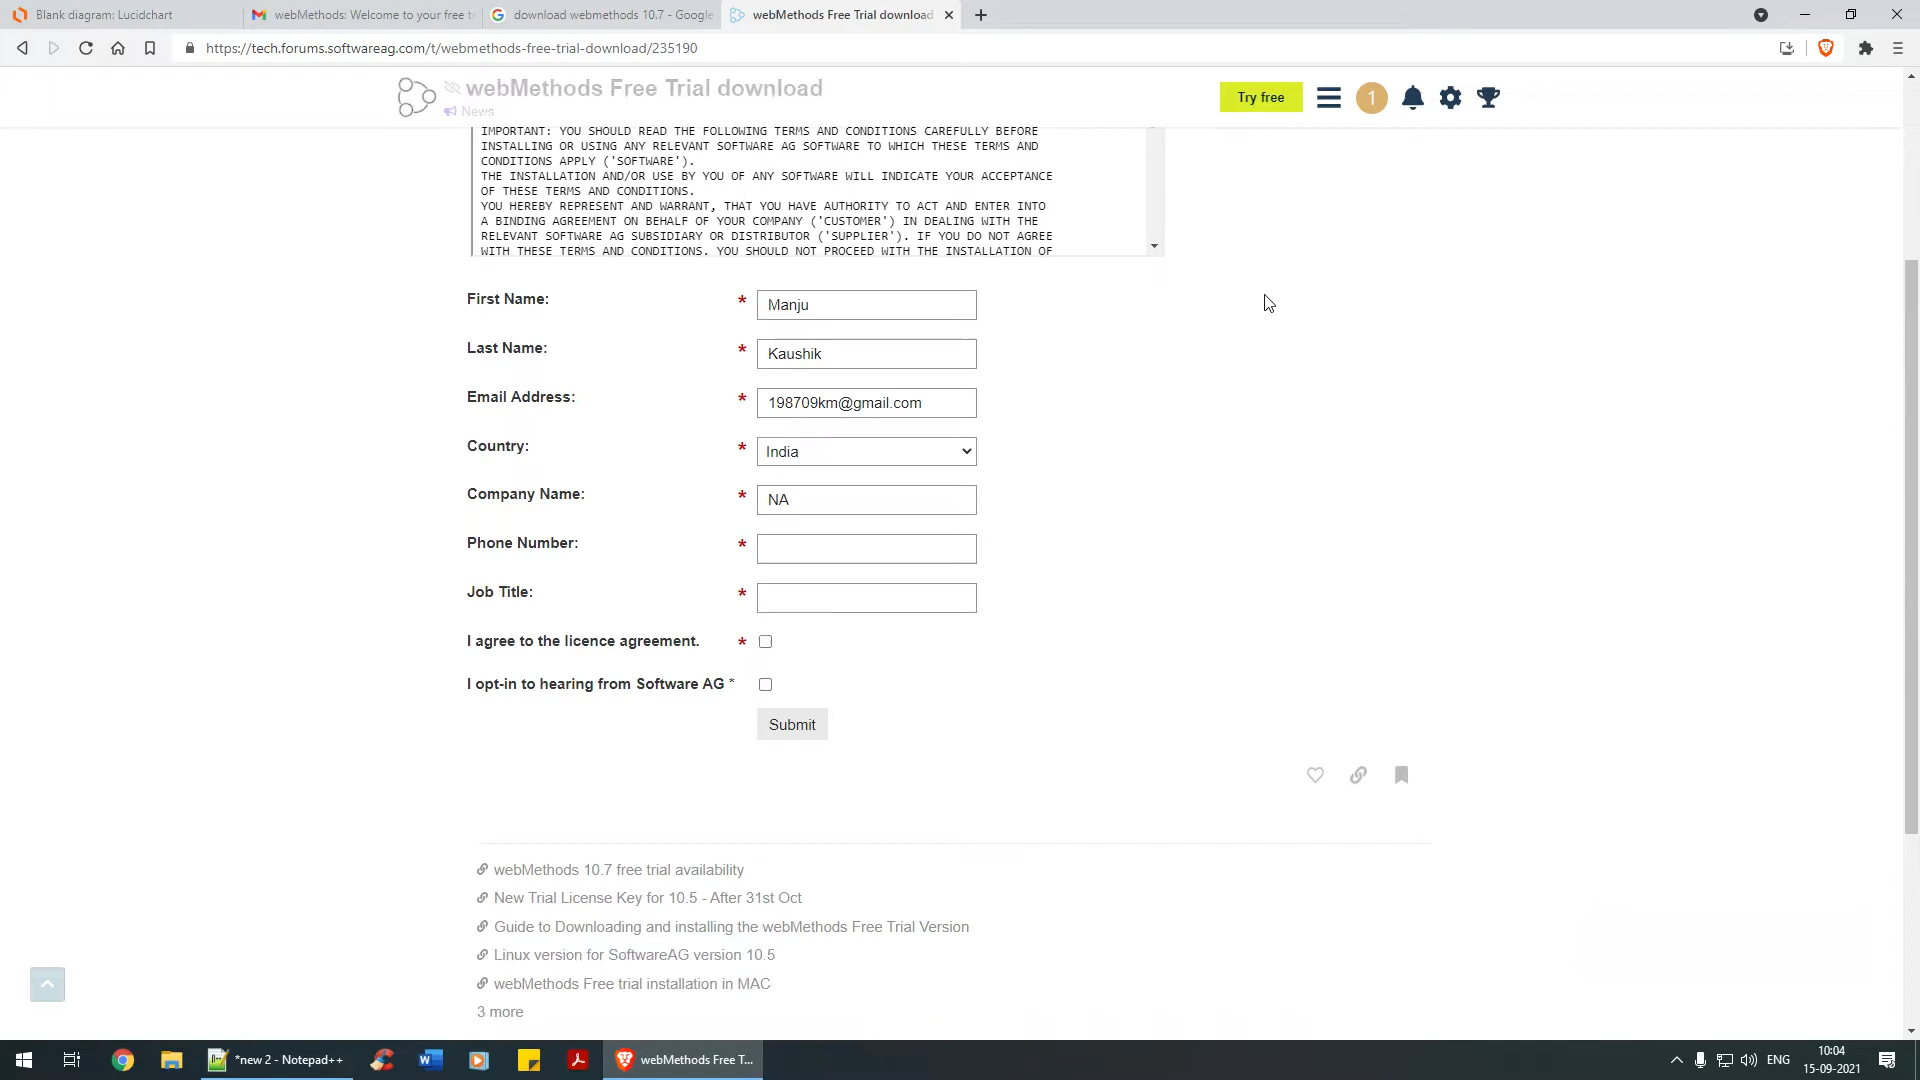 Blank diagram: Lucidchart
webMethods: Welcome to your free tr
download webmethods 10.7 - Google
webMethods Free Trial download
https://tech.forums.softwareag.com/t/webmethods-free-trial-download/235190
webMethods Free Trial download
News
Try free
1
IMPORTANT: YOU SHOULD READ THE FOLLOWING TERMS AND CONDITIONS CAREFULLY BEFORE
INSTALLING OR USING ANY RELEVANT SOFTWARE AG SOFTWARE TO WHICH THESE TERMS AND
CONDITIONS APPLY ('SOFTWARE').
THE INSTALLATION AND/OR USE BY YOU OF ANY SOFTWARE WILL INDICATE YOUR ACCEPTANCE
OF THESE TERMS AND CONDITIONS.
YOU HEREBY REPRESENT AND WARRANT, THAT YOU HAVE AUTHORITY TO ACT AND ENTER INTO
A BINDING AGREEMENT ON BEHALF OF YOUR COMPANY ('CUSTOMER') IN DEALING WITH THE
RELEVANT SOFTWARE AG SUBSIDIARY OR DISTRIBUTOR ('SUPPLIER'). IF YOU DO NOT AGREE
WITH THESE TERMS AND CONDITIONS. YOU SHOULD NOT PROCEED WITH THE INSTALLATION OF
First Name: * Manju
Last Name: * Kaushik
Email Address: * 198709km@gmail.com
Country: * India
Company Name: * NA
Phone Number: *
Job Title: *
I agree to the licence agreement. *
I opt-in to hearing from Software AG *
Submit
webMethods 10.7 free trial availability
New Trial License Key for 10.5 - After 31st Oct
Guide to Downloading and installing the webMethods Free Trial Version
Linux version for SoftwareAG version 10.5
webMethods Free trial installation in MAC
3 more
*new 2 - Notepad++
webMethods Free T...
ENG
10:04
15-09-2021